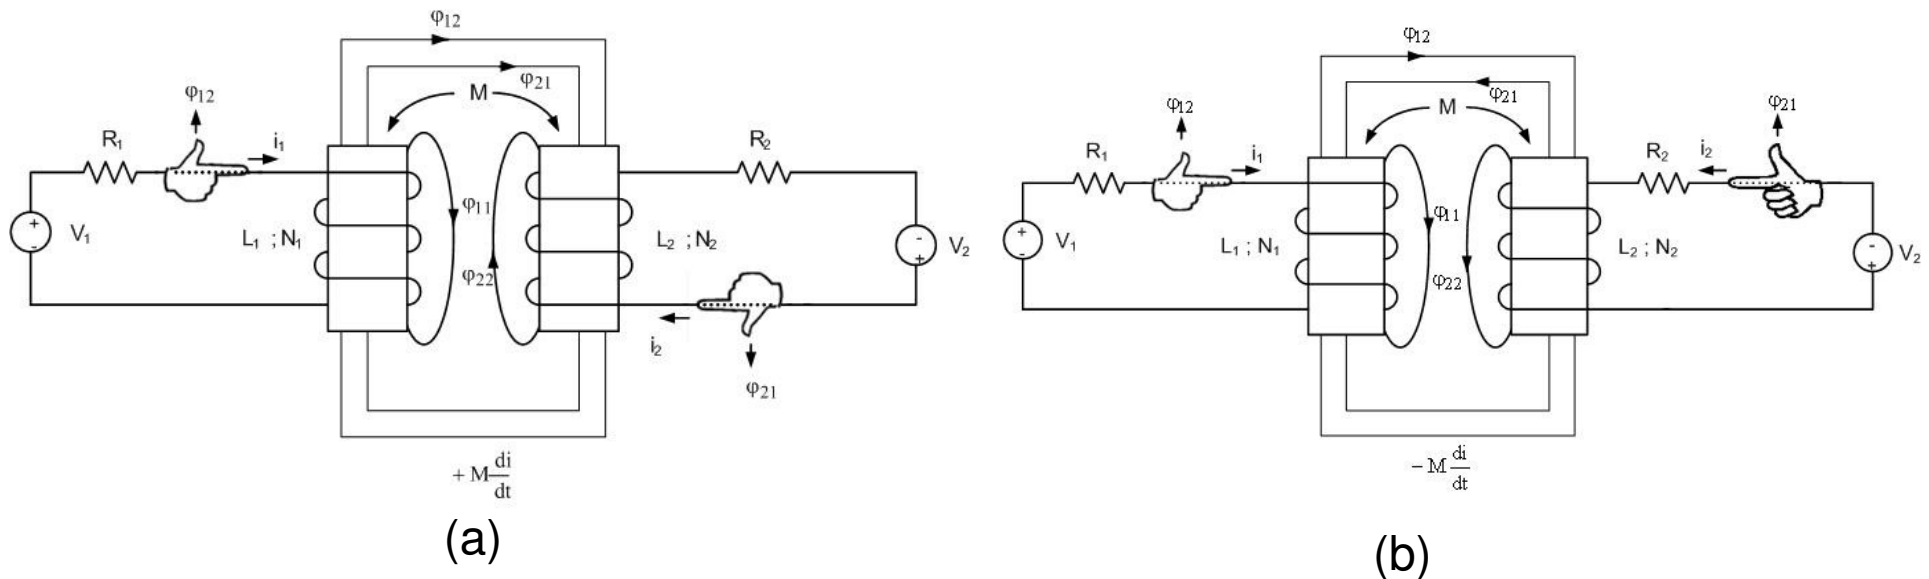 φ12
φ21
M
φ12
R1
i1
R2
+
-
V1
φ11
L1 ; N1
L2 ; N2
φ22
-
+
V2
i2
φ21
+ M di/dt
(a)
φ12
φ21
M
φ12
φ21
R1
i1
i2
R2
+
-
V1
φ11
L1 ; N1
L2 ; N2
φ22
-
+
V2
− M di/dt
(b)